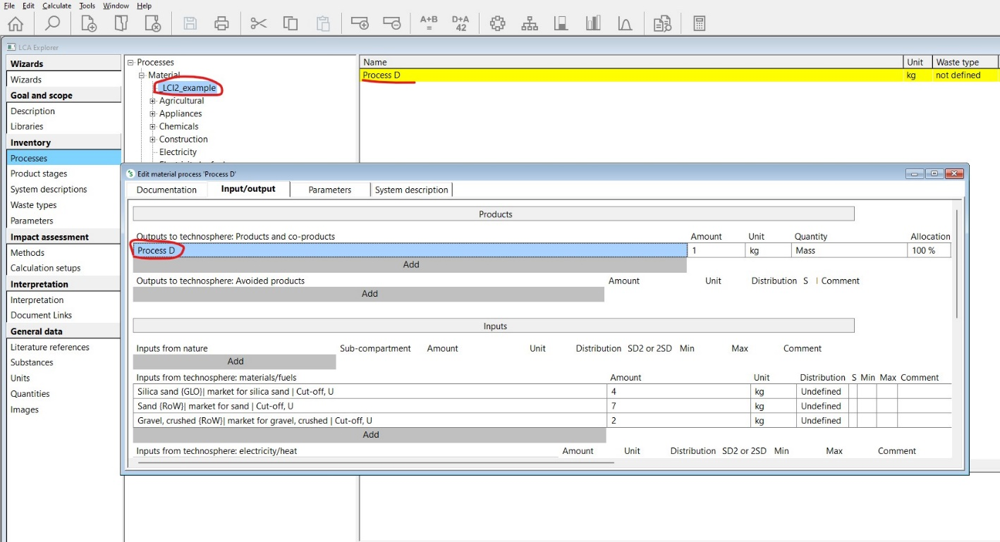 File Edit Calculate Tools Window Help
A+B
=
D+A
42
LCA Explorer
Wizards
Wizards
Goal and scope
Description
Libraries
Inventory
Processes
Product stages
System descriptions
Waste types
Parameters
Impact assessment
Methods
Calculation setups
Interpretation
Interpretation
Document Links
General data
Literature references
Substances
Units
Quantities
Images
Processes
Material
_LCI2_example
Agricultural
Appliances
Chemicals
Construction
Electricity
Name Unit Waste type
Process D kg not defined
S Edit material process 'Process D'
Documentation Input/output Parameters System description
Products
Outputs to technosphere: Products and co-products Amount Unit Quantity Allocation
Process D 1 kg Mass 100 %
Add
Outputs to technosphere: Avoided products Amount Unit Distribution S Comment
Add
Inputs
Inputs from nature Sub-compartment Amount Unit Distribution SD2 or 2SD Min Max Comment
Add
Inputs from technosphere: materials/fuels Amount Unit Distribution S Min Max Comment
Silica sand {GLO}| market for silica sand | Cut-off, U 4 kg Undefined
Sand {RoW}| market for sand | Cut-off, U 7 kg Undefined
Gravel, crushed {RoW}| market for gravel, crushed | Cut-off, U 2 kg Undefined
Add
Inputs from technosphere: electricity/heat Amount Unit Distribution SD2 or 2SD Min Max Comment